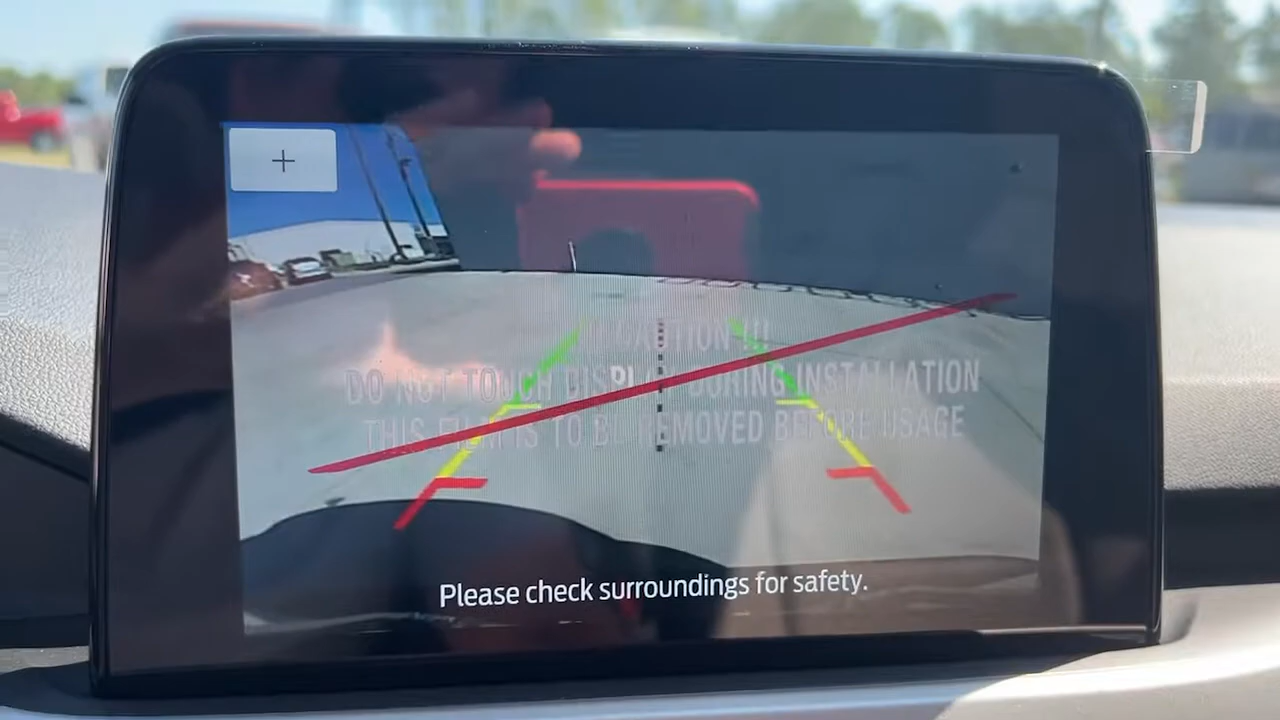 +
CAUTION !!!
DO NOT TOUCH DISPLAY DURING INSTALLATION
THIS FILM IS TO BE REMOVED BEFORE USAGE
Please check surroundings for safety.